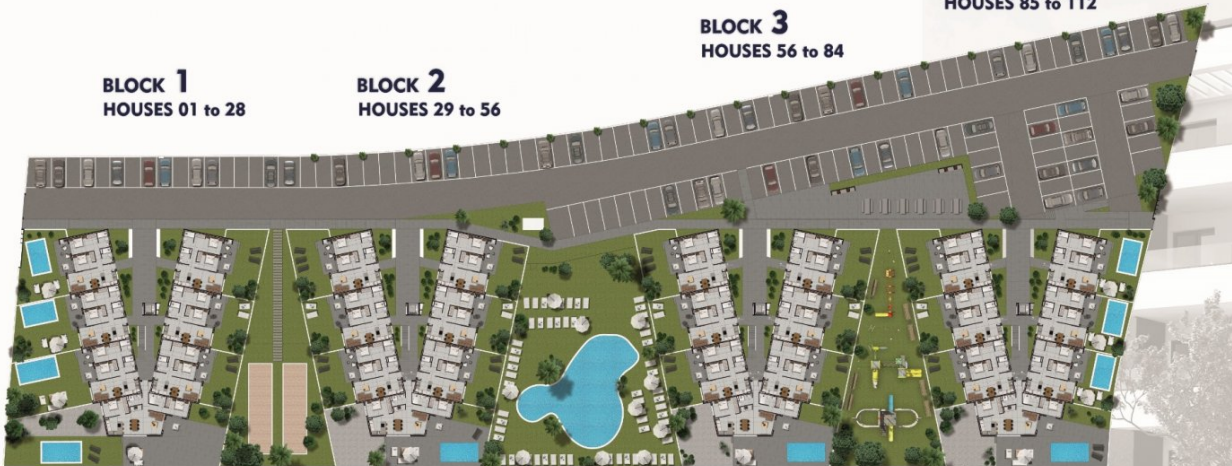 BLOCK 1
HOUSES 01 to 28
BLOCK 2
HOUSES 29 to 56
BLOCK 3
HOUSES 56 to 84
HOUSES 85 to 112